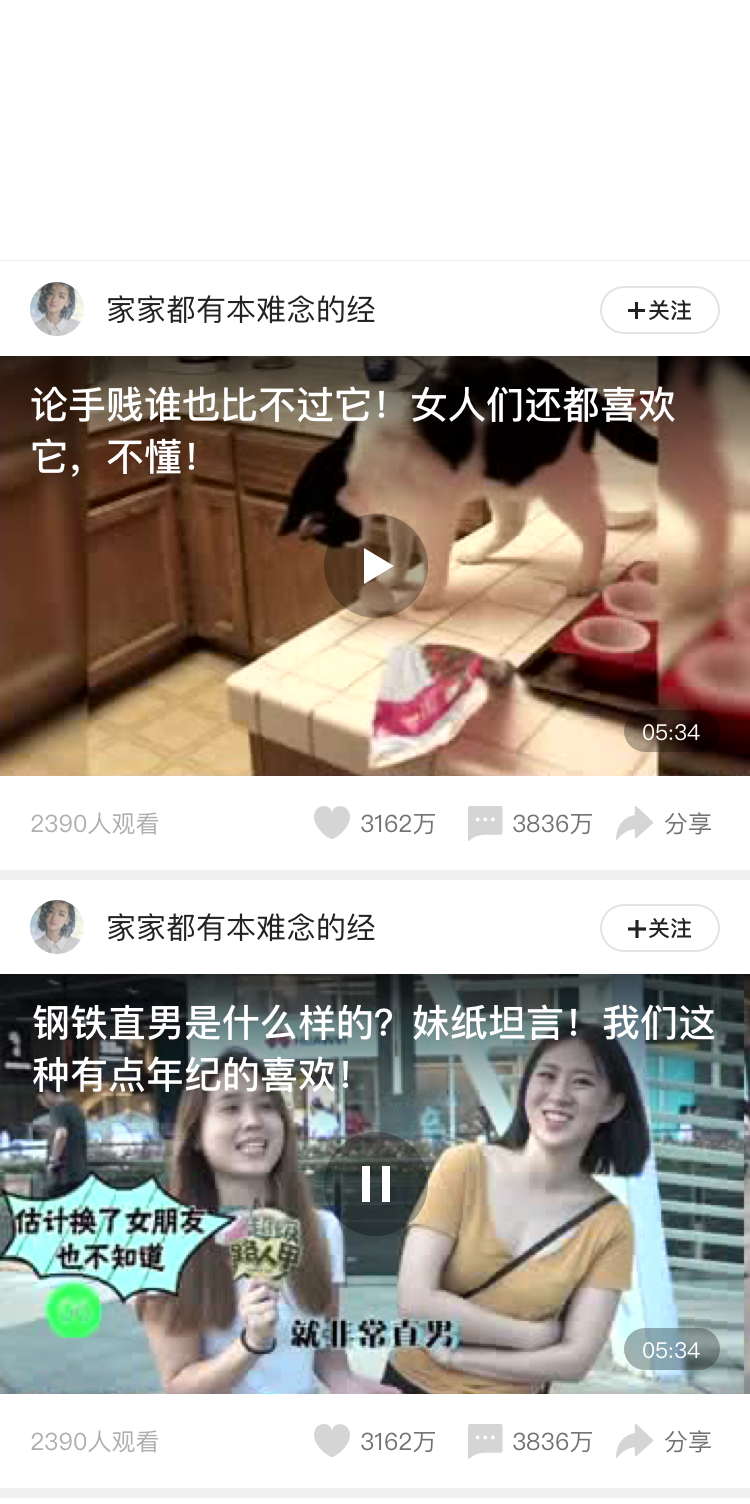 家家都有本难念的经
+关注
论手贱谁也比不过它！女人们还都喜欢
它，不懂！
05:34
2390人观看
3162万
3836万
分享
家家都有本难念的经
+关注
钢铁直男是什么样的？妹纸坦言！我们这
种有点年纪的喜欢！
估计换了女朋友
也不知道
超级
路人甲
就非常直男
05:34
2390人观看
3162万
3836万
分享